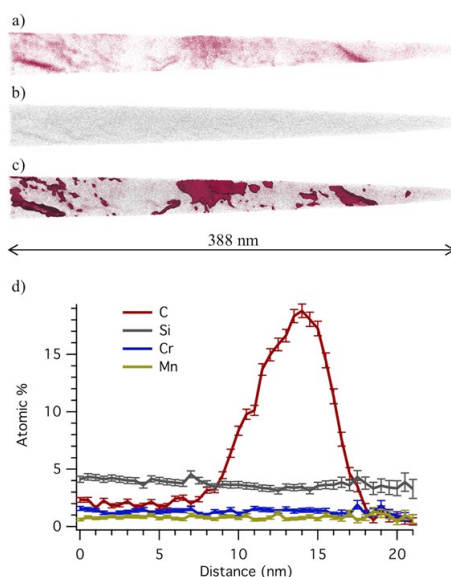 a)
b)
c)
388 nm
d)
C
Si
Cr
Mn
15
10
5
0
Atomic %
0
5
10
15
20
Distance (nm)